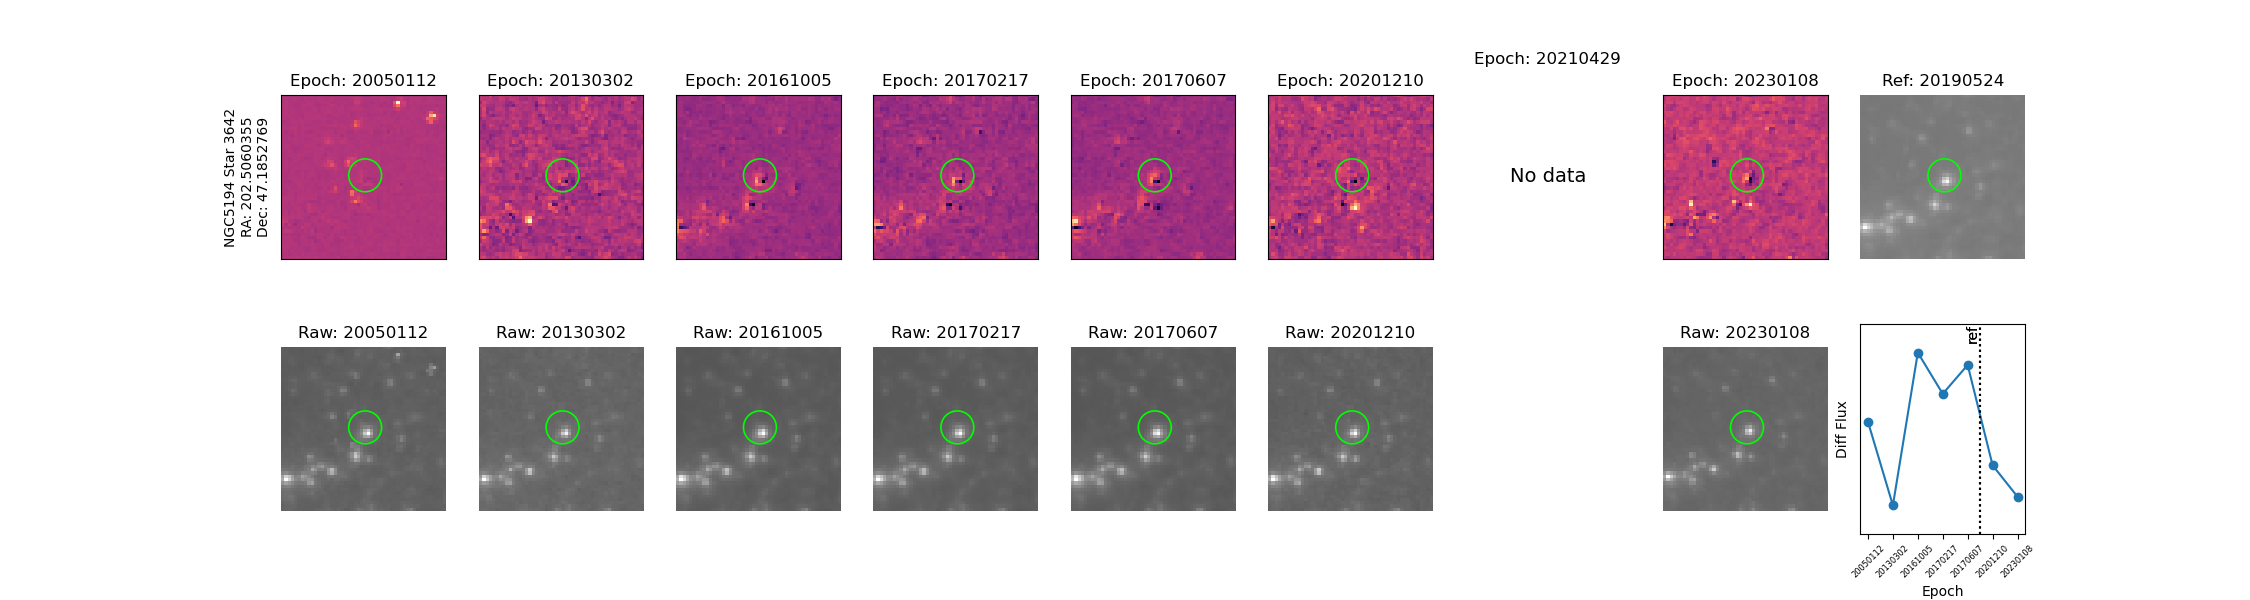 Epoch: 20210429
Epoch: 20050112
Epoch: 20130302
Epoch: 20161005
Epoch: 20170217
Epoch: 20170607
Epoch: 20201210
Epoch: 20230108
Ref: 20190524
NGC5194 Star 3642
RA: 202.5060355
Dec: 47.1852769
No data
Raw: 20050112
Raw: 20130302
Raw: 20161005
Raw: 20170217
Raw: 20170607
Raw: 20201210
Raw: 20230108
ref
Diff Flux
20050112
20130302
20161005
20170217
20170607
20201210
20230108
Epoch